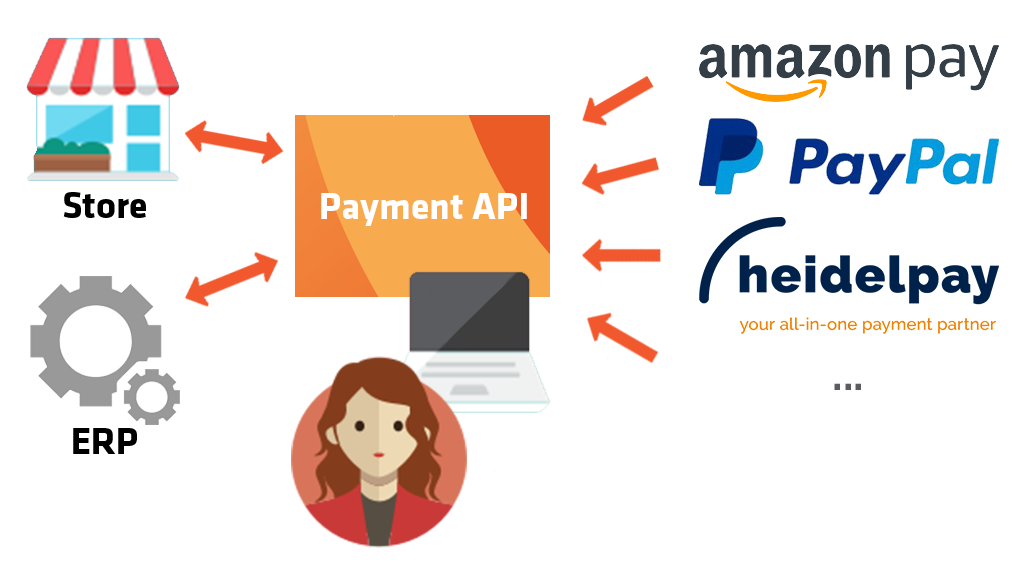 Store
ERP
Payment API
amazon pay
PayPal
heidelpay
your all-in-one payment partner
...